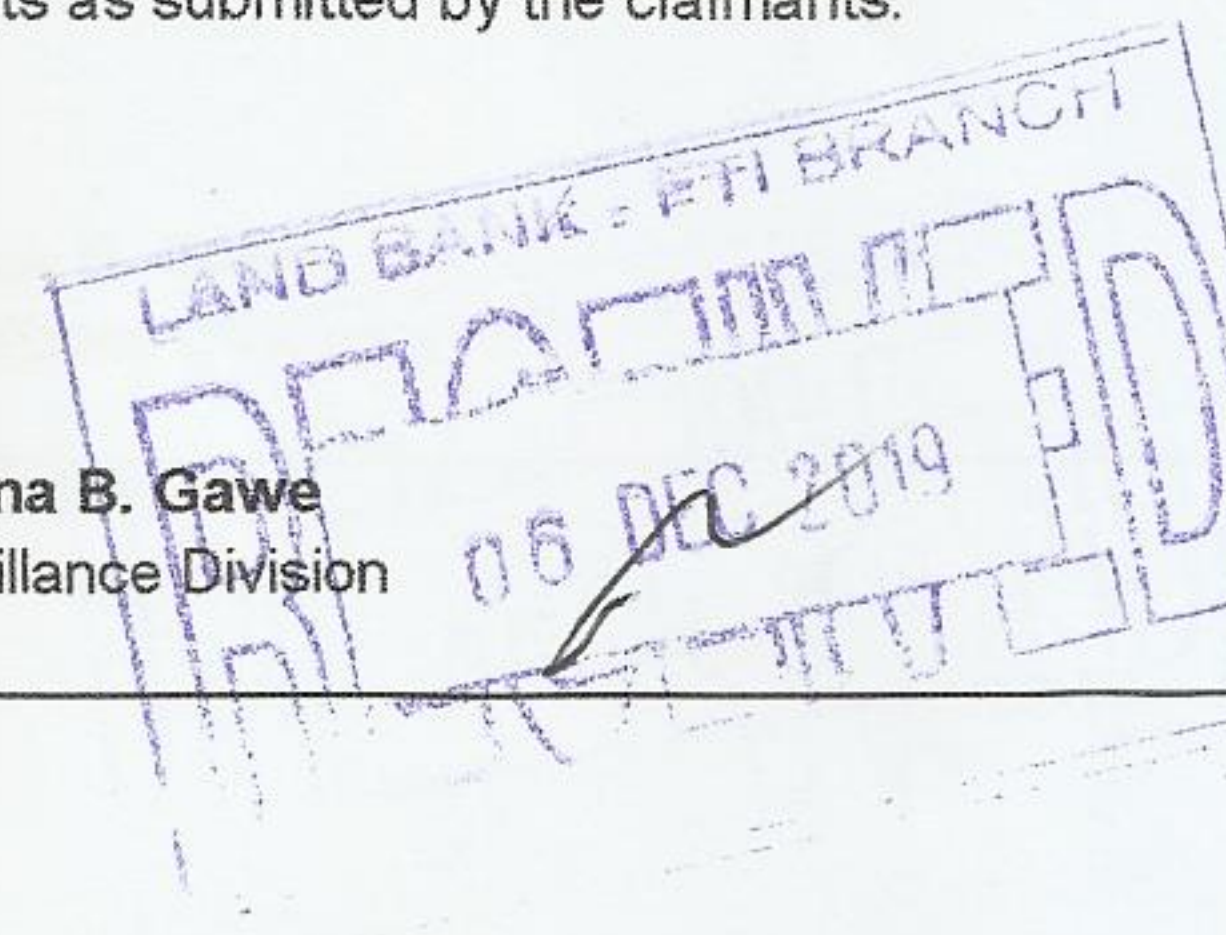 ts as submitted by the claimants.
LAND BANK - FTI BRANCH
RECEIVED
06 DEC 2019
na B. Gawe
illance Division